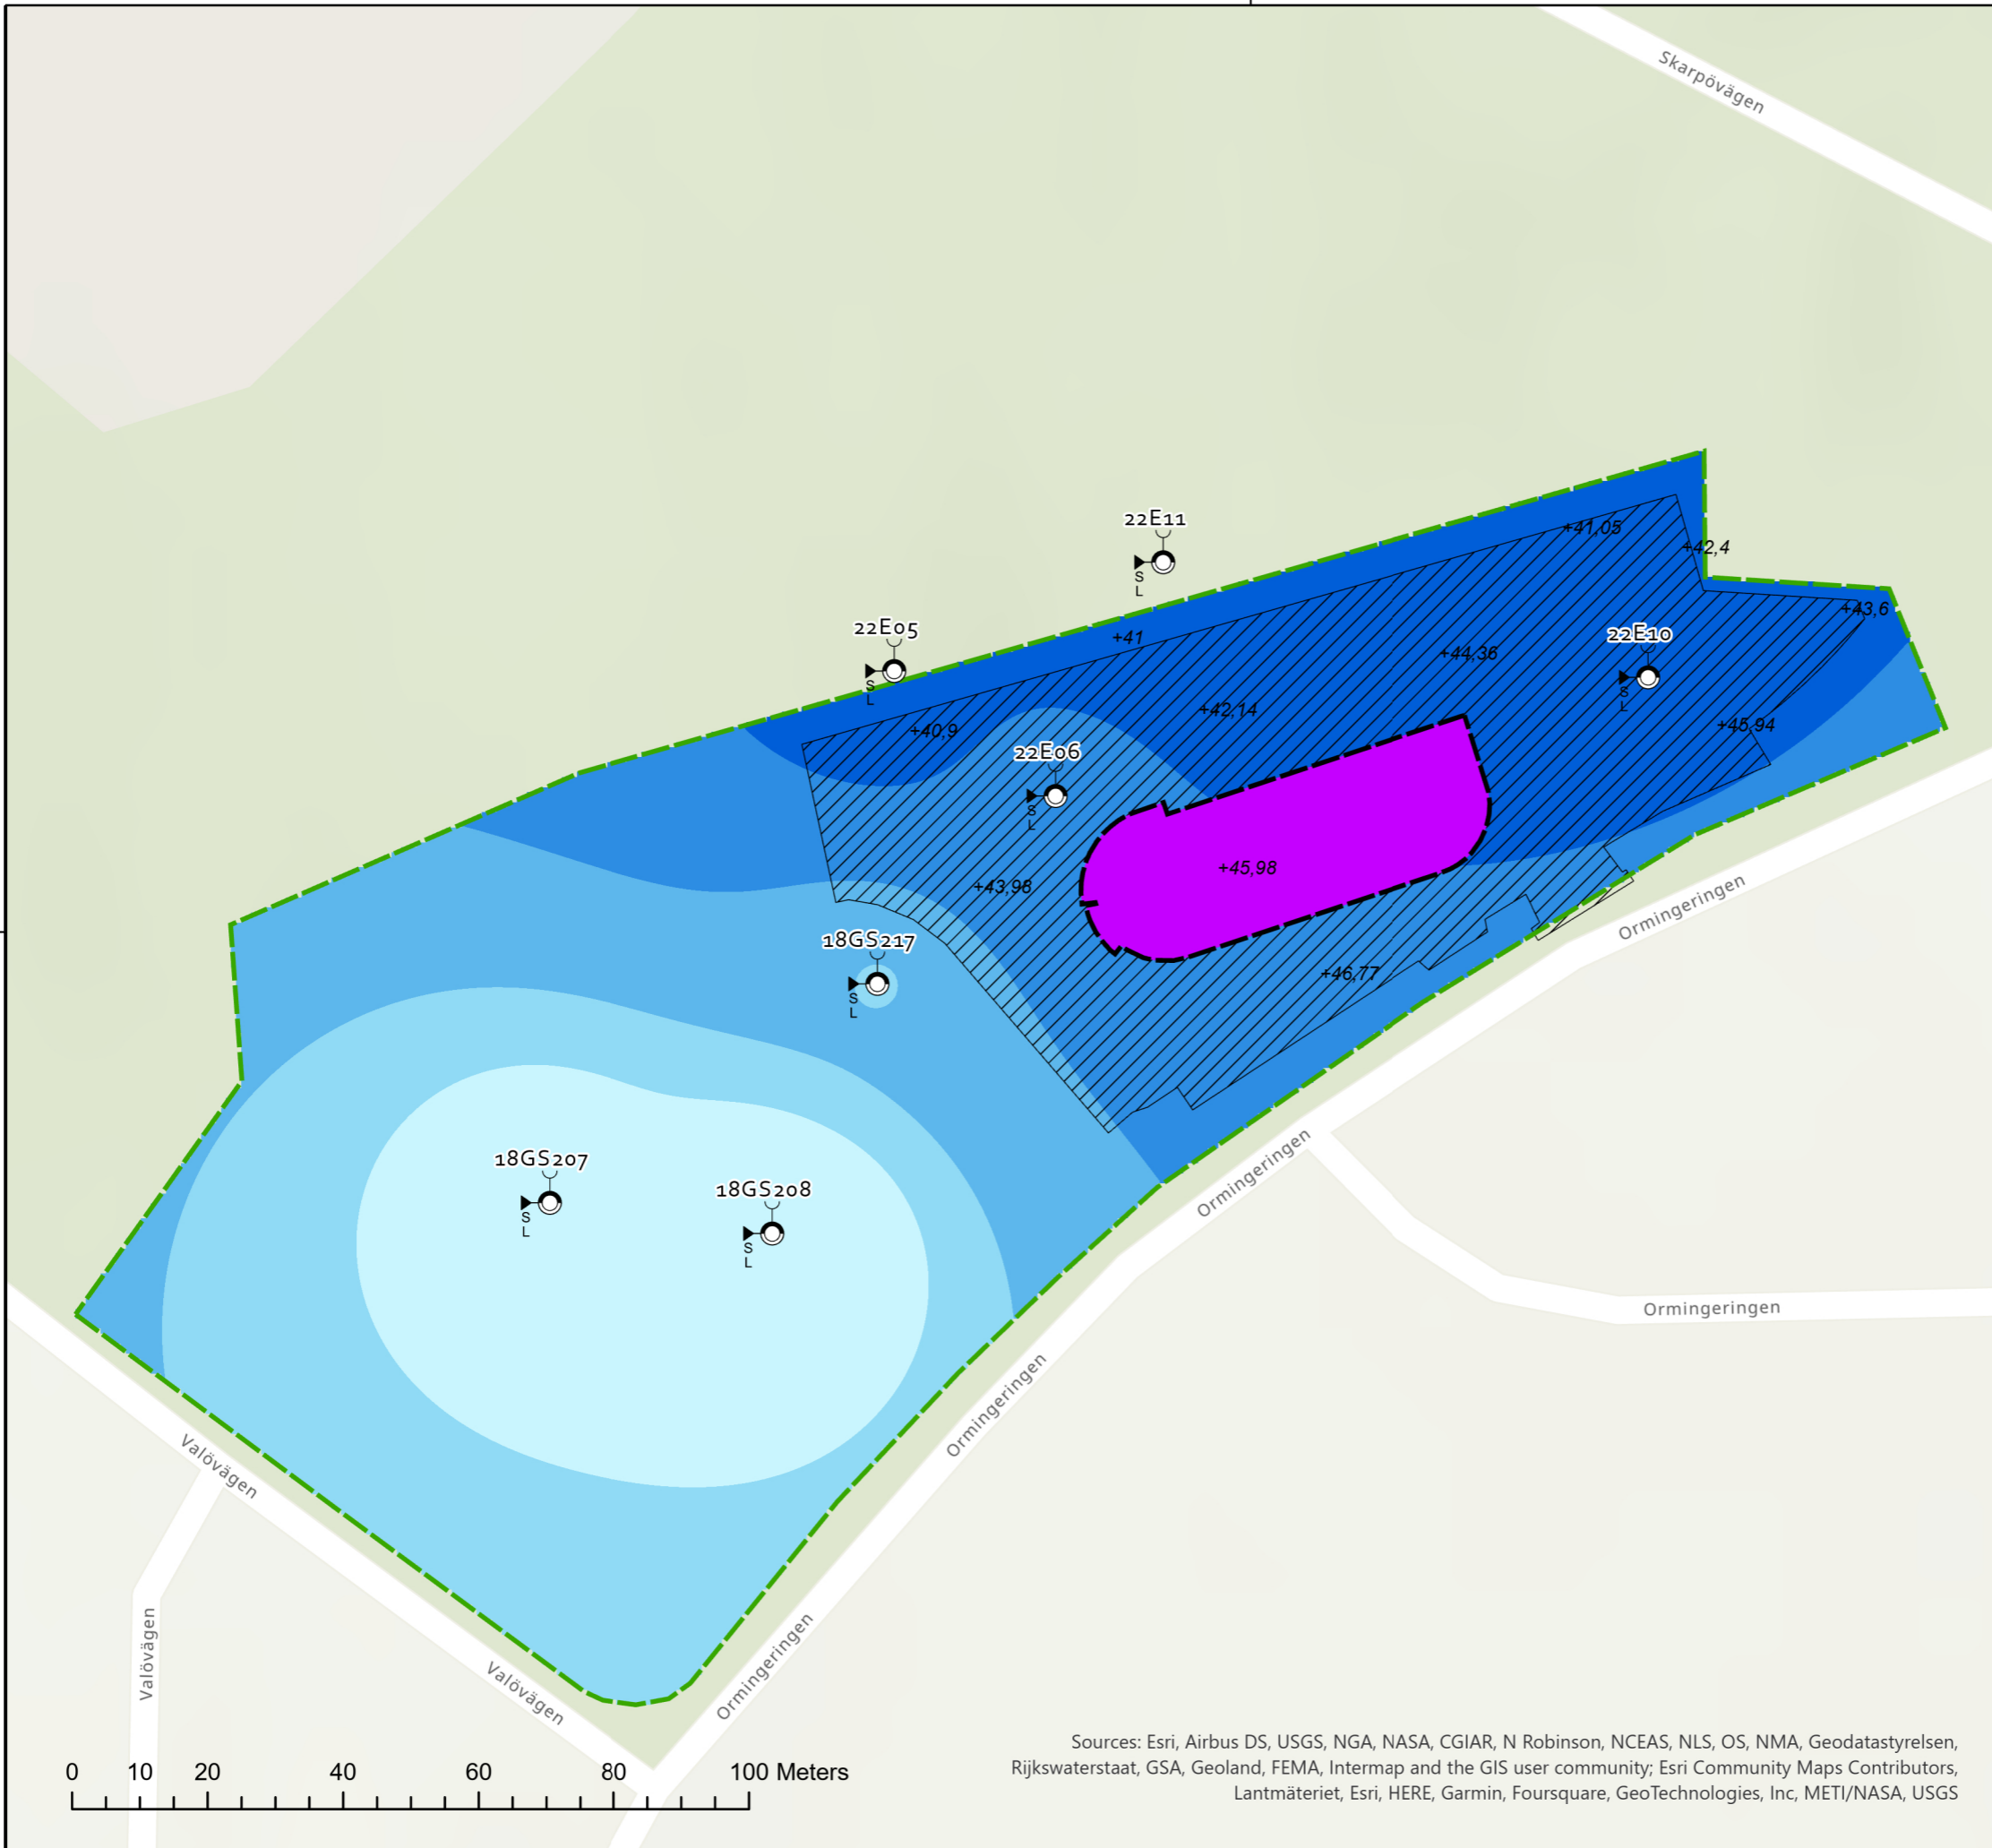 Skarpövägen
22E11
+41,05
+42,4
+43,6
22E05
S
L
+41
22E10
S
L
+44,36
S
L
+40,9
+42,14
+45,94
22E06
S
L
+45,98
+43,98
Ormingeringen
18GS217
S
L
+46,77
Ormingeringen
18GS207
S
L
18GS208
S
L
Ormingeringen
Ormingeringen
Valövägen
Valövägen
Valövägen
Ormingeringen
0 10 20 40 60 80 100 Meters
Sources: Esri, Airbus DS, USGS, NGA, NASA, CGIAR, N Robinson, NCEAS, NLS, OS, NMA, Geodatastyrelsen,
Rijkswaterstaat, GSA, Geoland, FEMA, Intermap and the GIS user community; Esri Community Maps Contributors,
Lantmäteriet, Esri, HERE, Garmin, Foursquare, GeoTechnologies, Inc, METI/NASA, USGS